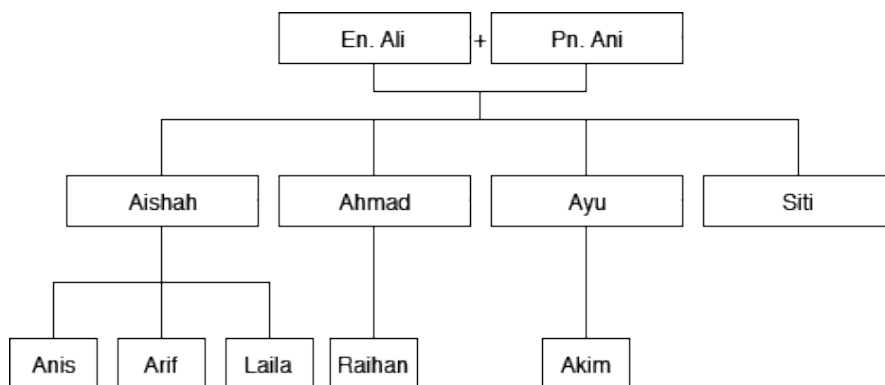 En. Ali + Pn. Ani
Aishah Ahmad Ayu Siti
Anis Arif Laila Raihan Akim